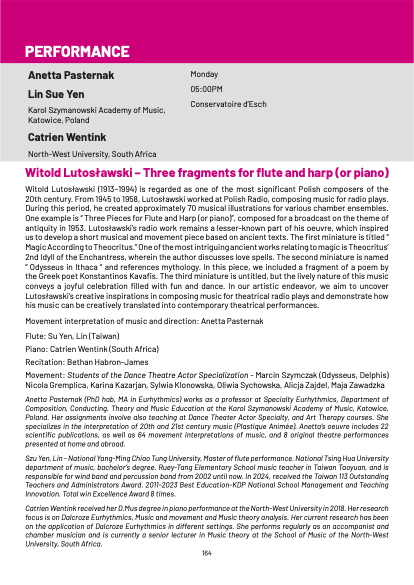 PERFORMANCE
Anetta Pasternak
Lin Sue Yen
Karol Szymanowski Academy of Music,
Katowice, Poland
Catrien Wentink
North-West University, South Africa
Monday
05:00PM
Conservatoire d'Esch
Witold Lutosławski – Three fragments for flute and harp (or piano)
Witold Lutosławski (1913-1994) is regarded as one of the most significant Polish composers of the
20th century. From 1945 to 1958, Lutosławski worked at Polish Radio, composing music for radio plays.
During this period, he created approximately 70 musical illustrations for various chamber ensembles.
One example is " Three Pieces for Flute and Harp (or piano)", composed for a broadcast on the theme of
antiquity in 1953. Lutosławski's radio work remains a lesser-known part of his oeuvre, which inspired
us to develop a short musical and movement piece based on ancient texts. The first miniature is titled "
Magic According to Theocritus." One of the most intriguing ancient works relating to magic is Theocritus'
2nd Idyll of the Enchantress, wherein the author discusses love spells. The second miniature is named
" Odysseus in Ithaca " and references mythology. In this piece, we included a fragment of a poem by
the Greek poet Konstantinos Kavafis. The third miniature is untitled, but the lively nature of this music
conveys a joyful celebration filled with fun and dance. In our artistic endeavor, we aim to uncover
Lutosławski's creative inspirations in composing music for theatrical radio plays and demonstrate how
his music can be creatively translated into contemporary theatrical performances.
Movement interpretation of music and direction: Anetta Pasternak
Flute: Su Yen, Lin (Taiwan)
Piano: Catrien Wentink (South Africa)
Recitation: Bethan Habron-James
Movement: Students of the Dance Theatre Actor Specialization - Marcin Szymczak (Odysseus, Delphis)
Nicola Gremplica, Karina Kazarjan, Sylwia Klonowska, Oliwia Sychowska, Alicja Zajdel, Maja Zawadzka
Anetta Pasternak (PhD hab, MA in Eurhythmics) works as a professor at Specialty Eurhythmics, Department of
Composition, Conducting, Theory and Music Education at the Karol Szymanowski Academy of Music, Katowice,
Poland. Her assignments involve also teaching at Dance Theater Actor Specialty, and Art Therapy courses. She
specializes in the interpretation of 20th and 21st century music (Plastique Animée). Anetta's oeuvre includes 22
scientific publications, as well as 64 movement interpretations of music, and 8 original theatre performances
presented at home and abroad.
Szu Yen, Lin - National Yang-Ming Chiao Tung University, Master of flute performance. National Tsing Hua University
department of music, bachelor's degree. Ruey-Tang Elementary School music teacher in Taiwan Taoyuan, and is
responsible for wind band and percussion band from 2002 until now. In 2024, received the Taiwan 113 Outstanding
Teachers and Administrators Award. 2011-2023 Best Education-KDP National School Management and Teaching
Innovation. Total win Excellence Award 8 times.
Catrien Wentink received her D.Mus degree in piano performance at the North-West University in 2018. Her research
focus is on Dalcroze Eurhythmics, Music and movement and Music theory analysis. Her current research has been
on the application of Dalcroze Eurhythmics in different settings. She performs regularly as an accompanist and
chamber musician and is currently a senior lecturer in Music theory at the School of Music of the North-West
University, South Africa.
164